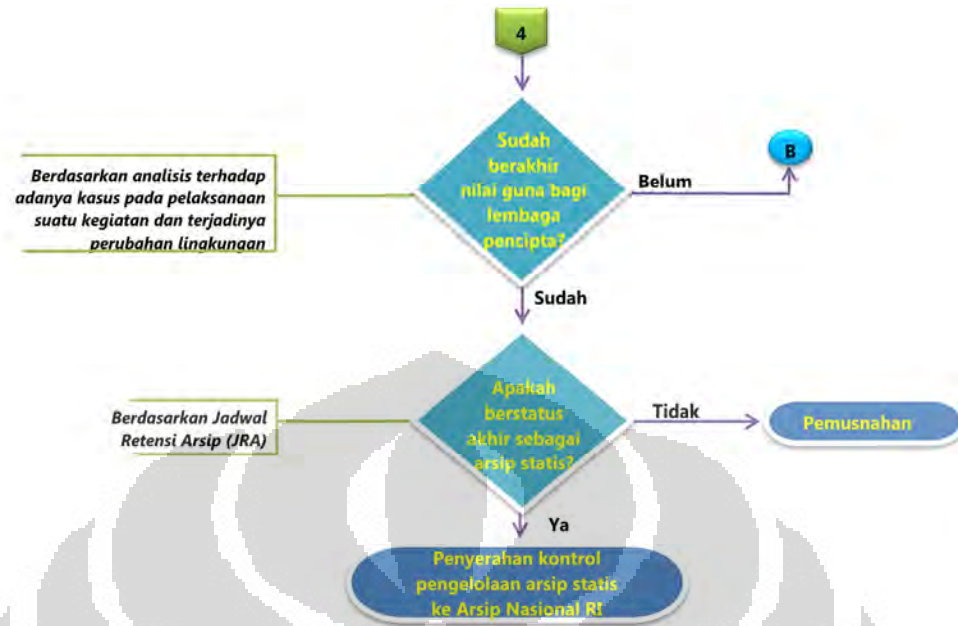 4
Sudah
berakhir
nilai guna bagi
lembaga
pencipta?
Belum
B
Berdasarkan analisis terhadap
adanya kasus pada pelaksanaan
suatu kegiatan dan terjadinya
perubahan lingkungan
Sudah
Apakah
berstatus
akhir sebagai
arsip statis?
Tidak
Pemusnahan
Berdasarkan Jadwal
Retensi Arsip (JRA)
Ya
Penyerahan kontrol
pengelolaan arsip statis
ke Arsip Nasional RI